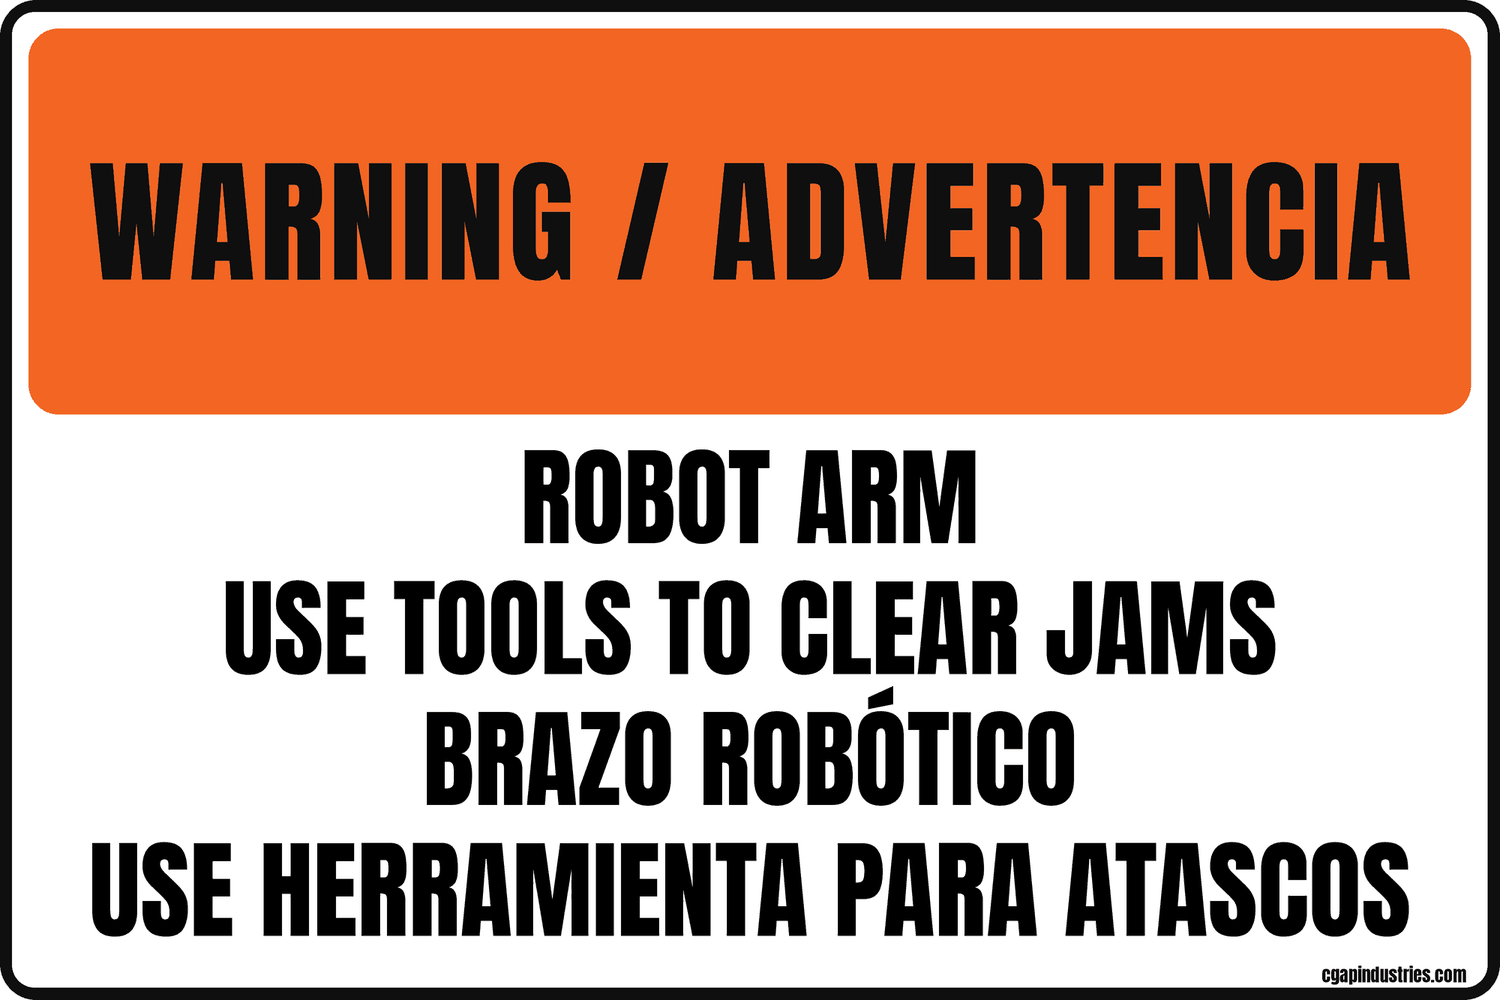 WARNING / ADVERTENCIA
ROBOT ARM
USE TOOLS TO CLEAR JAMS
BRAZO ROBÓTICO
USE HERRAMIENTA PARA ATASCOS
cgapindustries.com